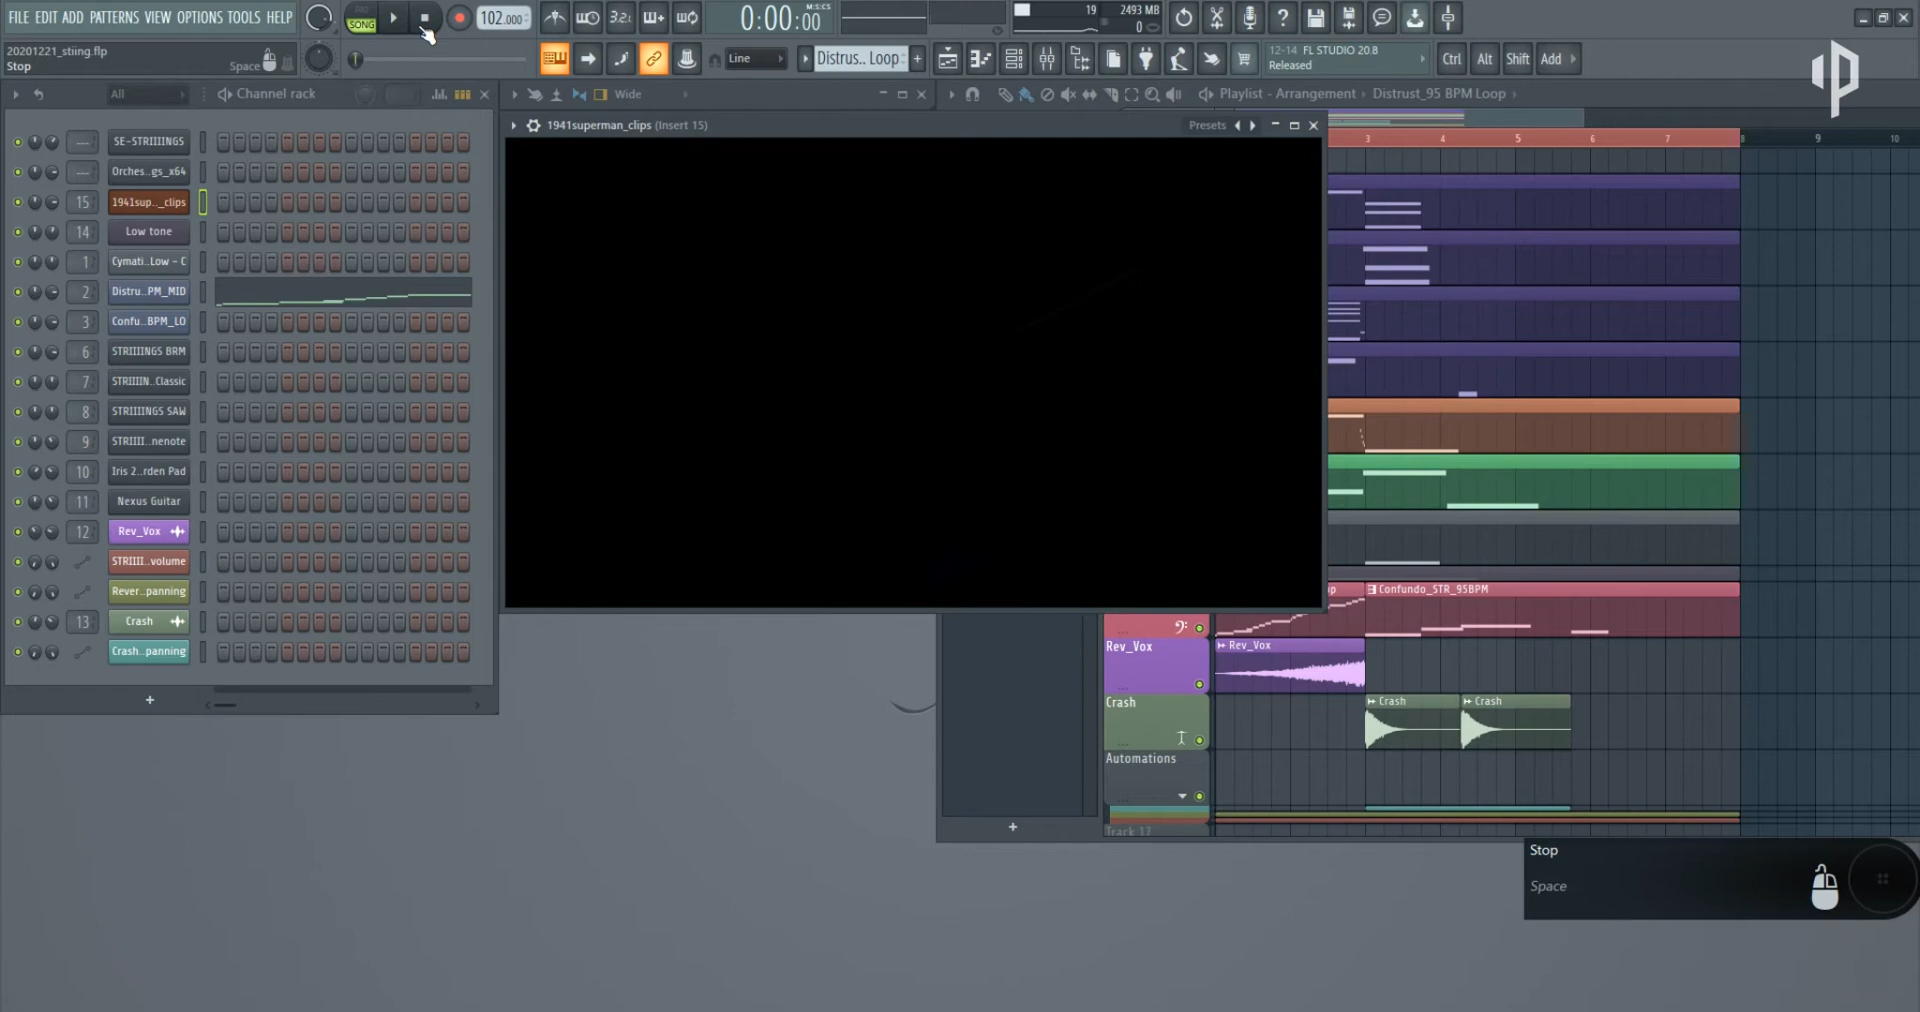 FILE EDIT ADD PATTERNS VIEW OPTIONS TOOLS HELP
SONG
102.000
3.2.
0:00:00
M:S:CS
19
2493 MB
0
20201221_stiing.flp
Stop
Space
Line
Distrus.. Loop
12-14 FL STUDIO 20.8
Released
Ctrl
Alt
Shift
Add
All
Channel rack
Wide
Playlist - Arrangement
Distrust_95 BPM Loop
1941superman_clips (Insert 15)
Presets
3
4
5
6
7
8
9
10
--- SE-STRIIIINGS
--- Orches..gs_x64
15 1941sup.._clips
14 Low tone
1 Cymati..Low - C
2 Distru..PM_MID
3 Confu..BPM_LO
6 STRIIIINGS BRM
7 STRIIIN..Classic
8 STRIIIINGS SAW
9 STRIIII..nenote
10 Iris 2..rden Pad
11 Nexus Guitar
12 Rev_Vox
STRIIII..volume
Rever..panning
13 Crash
Crash..panning
Confundo_STR_95BPM
Rev_Vox
Rev_Vox
Crash
Crash
Crash
Automations
Track 17
Stop
Space